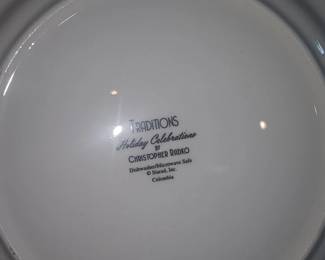 TRADITIONS
Holiday Celebrations
BY
CHRISTOPHER RADKO
Dishwasher/Microwave Safe
© Starad, Inc.
Colombia